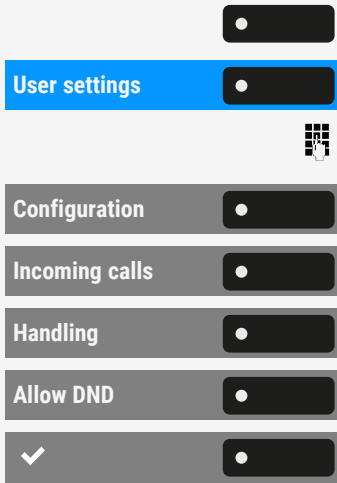 User settings
Configuration
Incoming calls
Handling
Allow DND